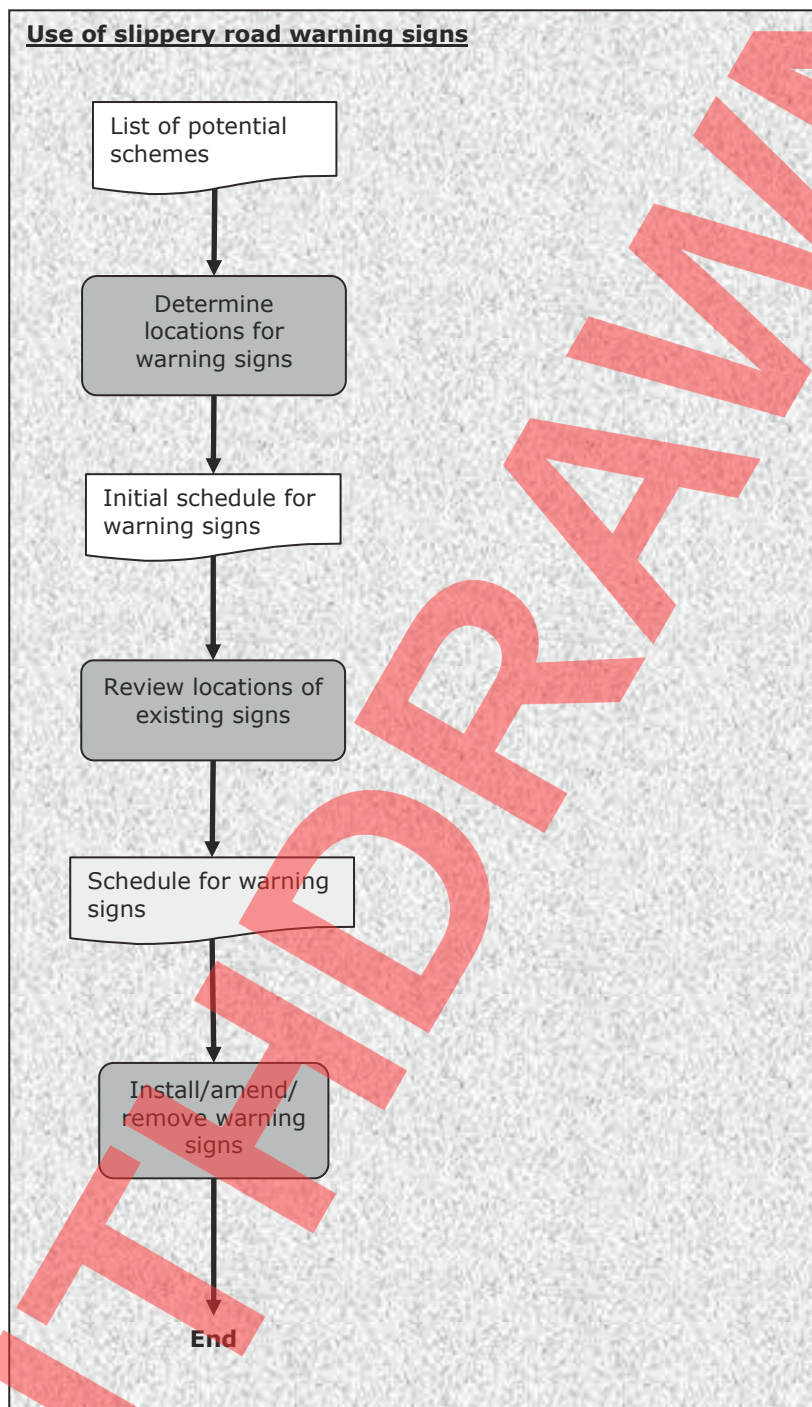 Use of slippery road warning signs
List of potential
schemes
Determine
locations for
warning signs
Initial schedule for
warning signs
Review locations of
existing signs
Schedule for warning
signs
Install/amend/
remove warning
signs
End
ITHDRAW